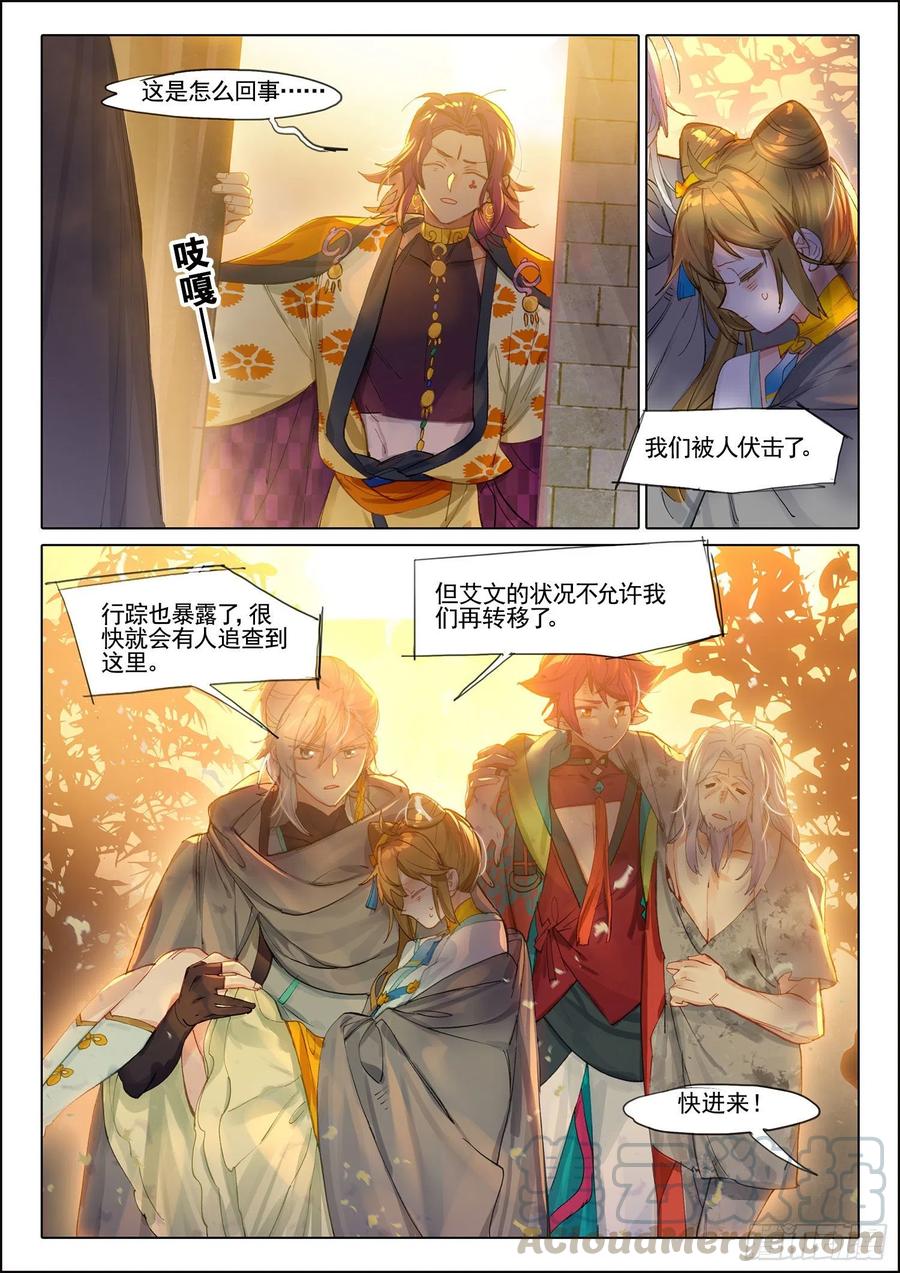 这是怎么回事……
吱嘎——
我们被人伏击了。
行踪也暴露了,很
快就会有人追查到
这里。
但艾文的状况不允许我
们再转移了。
快进来！
AcloudMerge.com